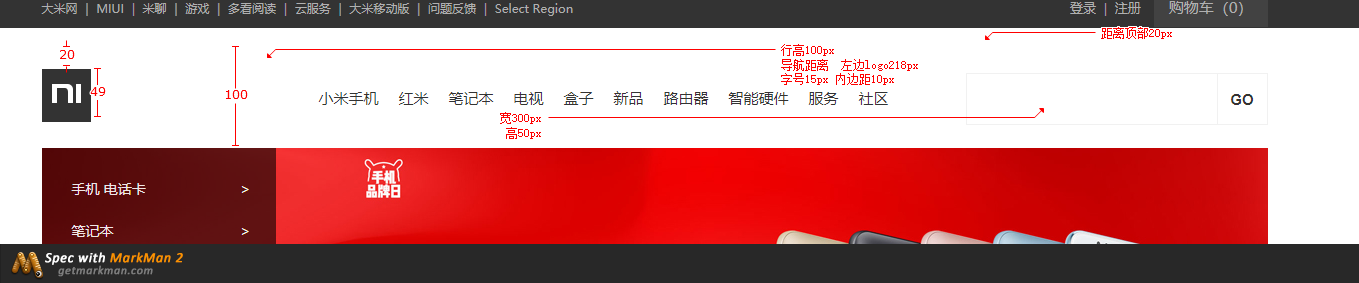 大米网 | MIUI | 米聊 | 游戏 | 多看阅读 | 云服务 | 大米移动版 | 问题反馈 | Select Region
登录 | 注册 购物车（0）
距离顶部20px
20
行高100px
导航距离 左边logo218px
字号15px 内边距10px
49
100
小米手机 红米 笔记本 电视 盒子 新品 路由器 智能硬件 服务 社区
GO
宽300px
高50px
手机 电话卡 >
手机
品牌日
笔记本 >
Spec with MarkMan 2
getmarkman.com